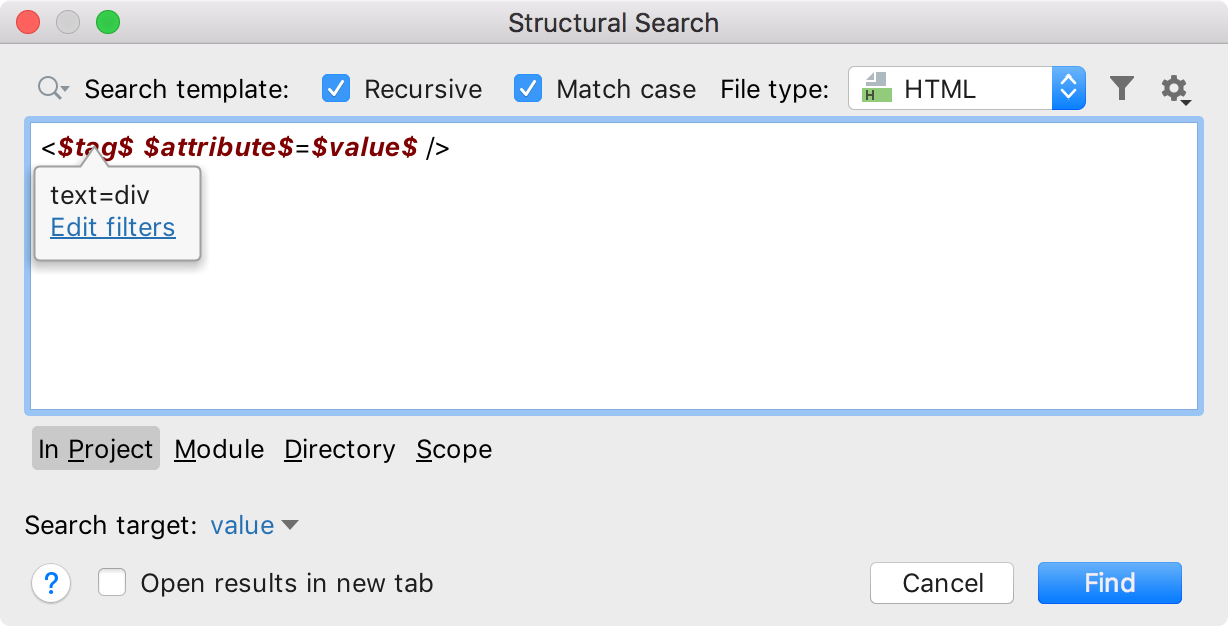 Structural Search
Search template: Recursive Match case File type: H HTML
<$tag$ $attribute$=$value$ />
text=div
Edit filters
In Project Module Directory Scope
Search target: value
? Open results in new tab Cancel Find